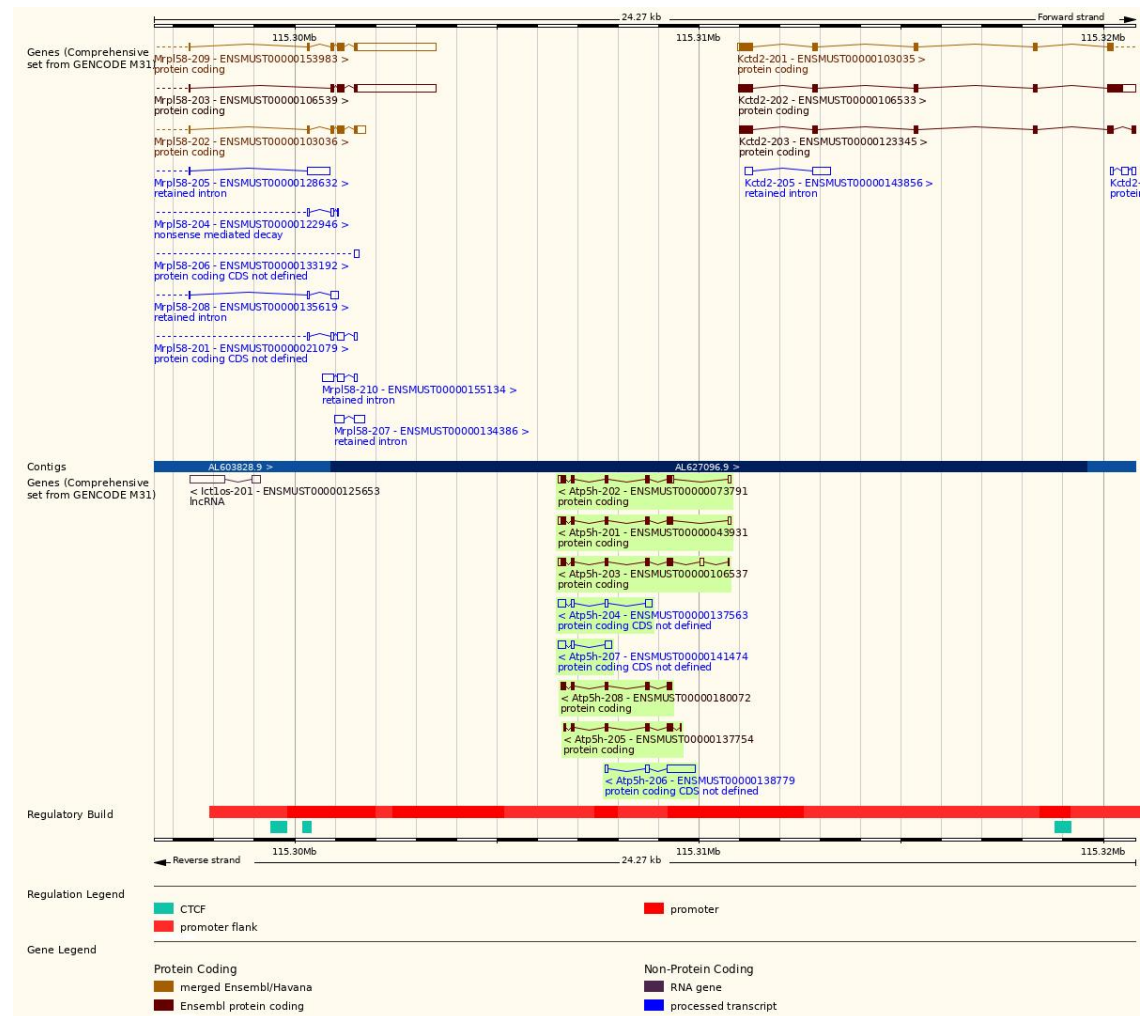 24.27 kb
Forward strand
115.30Mb 115.31Mb 115.32Mb
Genes (Comprehensive
set from GENCODE M31)
Mrpl58-209 - ENSMUST00000153983 >
protein coding
Kctd2-201 - ENSMUST00000103035 >
protein coding
Mrpl58-203 - ENSMUST00000106539 >
protein coding
Kctd2-202 - ENSMUST00000106533 >
protein coding
Mrpl58-202 - ENSMUST00000103036 >
protein coding
Kctd2-203 - ENSMUST00000123345 >
protein coding
Mrpl58-205 - ENSMUST00000128632 >
retained intron
Kctd2-205 - ENSMUST00000143856 >
retained intron
Kctd2-
protein
Mrpl58-204 - ENSMUST00000122946 >
nonsense mediated decay
Mrpl58-206 - ENSMUST00000133192 >
protein coding CDS not defined
Mrpl58-208 - ENSMUST00000135619 >
retained intron
Mrpl58-201 - ENSMUST00000021079 >
protein coding CDS not defined
Mrpl58-210 - ENSMUST00000155134 >
retained intron
Mrpl58-207 - ENSMUST00000134386 >
retained intron
Contigs
AL603828.9 > AL627096.9 >
Genes (Comprehensive
set from GENCODE M31)
< Ict1os-201 - ENSMUST00000125653
lncRNA
< Atp5h-202 - ENSMUST00000073791
protein coding
< Atp5h-201 - ENSMUST00000043931
protein coding
< Atp5h-203 - ENSMUST00000106537
protein coding
< Atp5h-204 - ENSMUST00000137563
protein coding CDS not defined
< Atp5h-207 - ENSMUST00000141474
protein coding CDS not defined
< Atp5h-208 - ENSMUST00000180072
protein coding
< Atp5h-205 - ENSMUST00000137754
protein coding
< Atp5h-206 - ENSMUST00000138779
protein coding CDS not defined
Regulatory Build
115.30Mb 115.31Mb 115.32Mb
Reverse strand
24.27 kb
Regulation Legend
CTCF
promoter
promoter flank
Gene Legend
Protein Coding
Non-Protein Coding
merged Ensembl/Havana
RNA gene
Ensembl protein coding
processed transcript